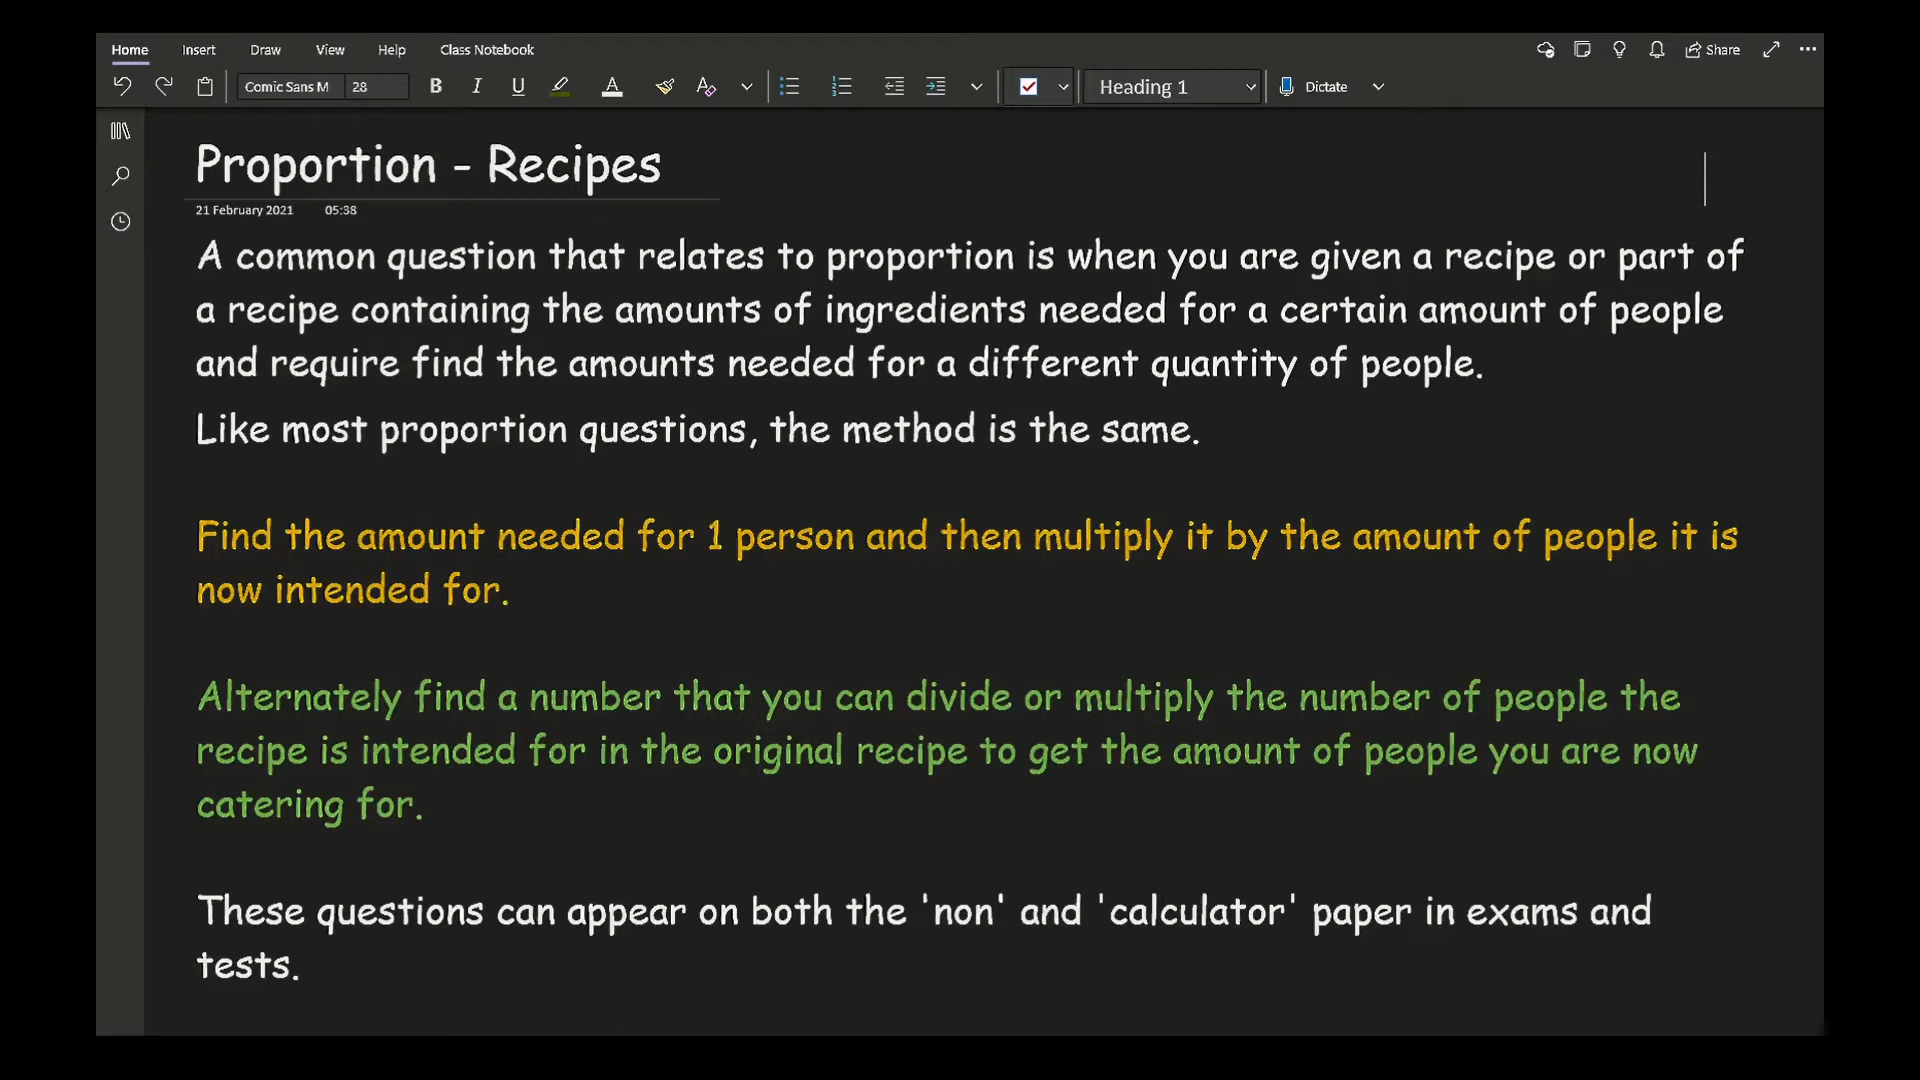 Home Insert Draw View Help Class Notebook Share
Comic Sans M 28 B I U A Heading 1 Dictate
Proportion - Recipes
21 February 2021 05:38
A common question that relates to proportion is when you are given a recipe or part of
a recipe containing the amounts of ingredients needed for a certain amount of people
and require find the amounts needed for a different quantity of people.
Like most proportion questions, the method is the same.
Find the amount needed for 1 person and then multiply it by the amount of people it is
now intended for.
Alternately find a number that you can divide or multiply the number of people the
recipe is intended for in the original recipe to get the amount of people you are now
catering for.
These questions can appear on both the 'non' and 'calculator' paper in exams and
tests.